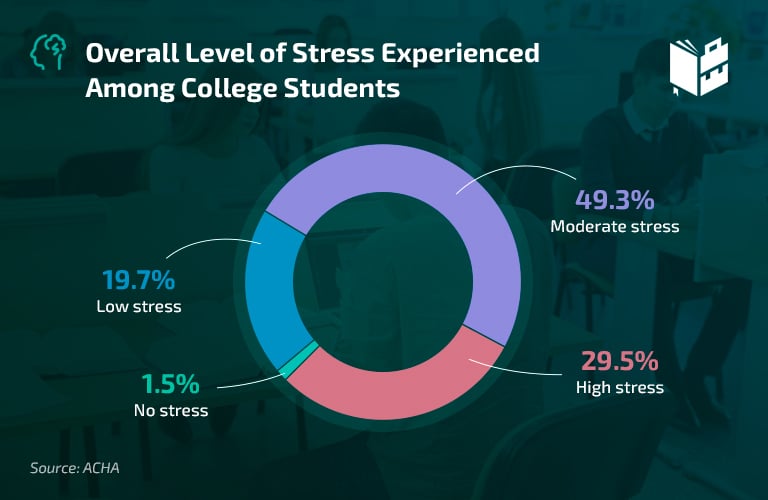 Overall Level of Stress Experienced
Among College Students
49.3%
Moderate stress
19.7%
Low stress
29.5%
High stress
1.5%
No stress
Source: ACHA